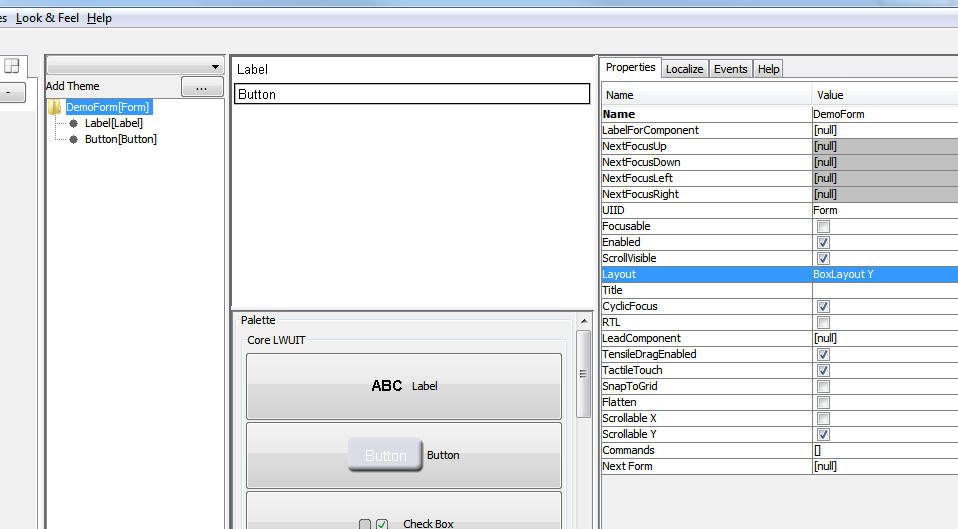 es Look & Feel Help
-
Add Theme
...
DemoForm[Form]
Label[Label]
Button[Button]
Label
Button
Palette
Core LWUIT
ABC Label
Button Button
Check Box
Properties Localize Events Help
Name Value
Name DemoForm
LabelForComponent [null]
NextFocusUp [null]
NextFocusDown [null]
NextFocusLeft [null]
NextFocusRight [null]
UIID Form
Focusable
Enabled
ScrollVisible
Layout BoxLayout Y
Title
CyclicFocus
RTL
LeadComponent [null]
TensileDragEnabled
TactileTouch
SnapToGrid
Flatten
Scrollable X
Scrollable Y
Commands []
Next Form [null]